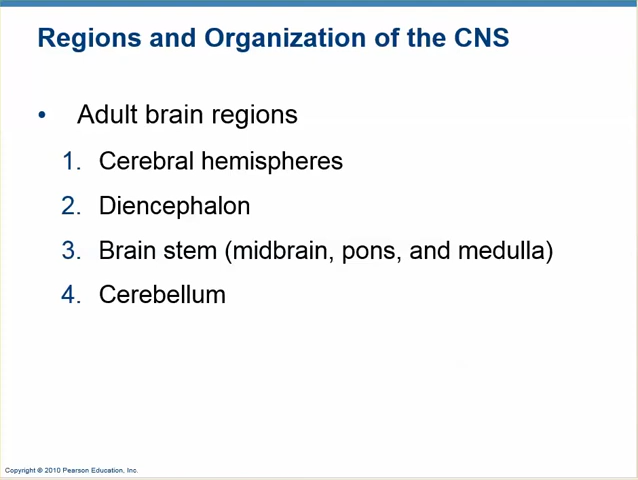 Regions and Organization of the CNS
• Adult brain regions
1. Cerebral hemispheres
2. Diencephalon
3. Brain stem (midbrain, pons, and medulla)
4. Cerebellum
Copyright © 2010 Pearson Education, Inc.